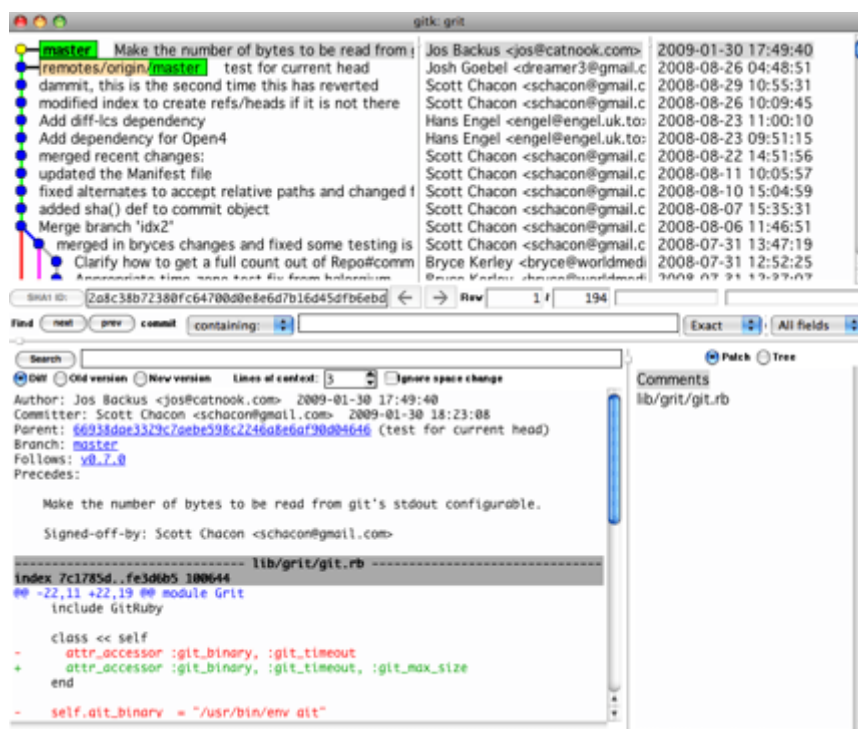 gitk: grit
master Make the number of bytes to be read from Jos Backus <jos@catnook.com> 2009-01-30 17:49:40
remotes/origin/master test for current head Josh Goebel <dreamer3@gmail.c 2008-08-26 04:48:51
dammit, this is the second time this has reverted Scott Chacon <schacon@gmail.c 2008-08-29 10:55:31
modified index to create refs/heads if it is not there Scott Chacon <schacon@gmail.c 2008-08-26 10:09:45
Add diff-lcs dependency Hans Engel <engel@engel.uk.to> 2008-08-23 11:00:10
Add dependency for Open4 Hans Engel <engel@engel.uk.to> 2008-08-23 09:51:15
merged recent changes: Scott Chacon <schacon@gmail.c 2008-08-22 14:51:56
updated the Manifest file Scott Chacon <schacon@gmail.c 2008-08-11 10:05:57
fixed alternates to accept relative paths and changed f Scott Chacon <schacon@gmail.c 2008-08-10 15:04:59
added sha() def to commit object Scott Chacon <schacon@gmail.c 2008-08-07 15:35:31
Merge branch 'idx2' Scott Chacon <schacon@gmail.c 2008-08-06 11:46:51
merged in bryces changes and fixed some testing is Scott Chacon <schacon@gmail.c 2008-07-31 13:47:19
Clarify how to get a full count out of Repo#comm Bryce Kerley <bryce@worldmedi 2008-07-31 12:52:25
Appropriate time-zone test fix from halorgium Bryce Kerley <bryce@worldmedi 2008-07-31 12:27:07
SHA1 ID: 2a8c38b72380fc64700d0e8e6d7b16d45dfb6ebd ← → Row 1 / 194
find next prev commit containing: Exact All fields
Search
Diff Old version New version Lines of context: 3 Ignore space change
Author: Jos Backus <jos@catnook.com> 2009-01-30 17:49:40
Committer: Scott Chacon <schacon@gmail.com> 2009-01-30 18:23:08
Parent: 66938dae3329c7aebe598c2246a8e6af90d04646 (test for current head)
Branch: master
Follows: v0.7.0
Precedes:
Make the number of bytes to be read from git's stdout configurable.
Signed-off-by: Scott Chacon <schacon@gmail.com>
------------------------------ lib/grit/git.rb ------------------------------
index 7c1785d..fe3d6b5 100644
@@ -22,11 +22,19 @@ module Grit
include GitRuby
class << self
- attr_accessor :git_binary, :git_timeout
+ attr_accessor :git_binary, :git_timeout, :git_max_size
end
- self.git_binary = "/usr/bin/env git"
Patch Tree
Comments
lib/grit/git.rb